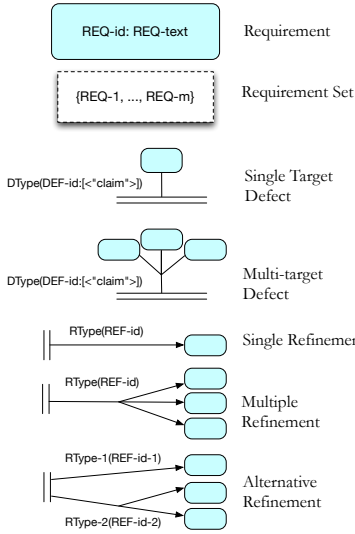 REQ-id: REQ-text
Requirement
{REQ-1, ..., REQ-m}
Requirement Set
DType(DEF-id:[<"claim">])
Single Target
Defect
DType(DEF-id:[<"claim">])
Multi-target
Defect
RType(REF-id)
Single Refinemen
RType(REF-id)
Multiple
Refinement
RType-1(REF-id-1)
Alternative
Refinement
RType-2(REF-id-2)